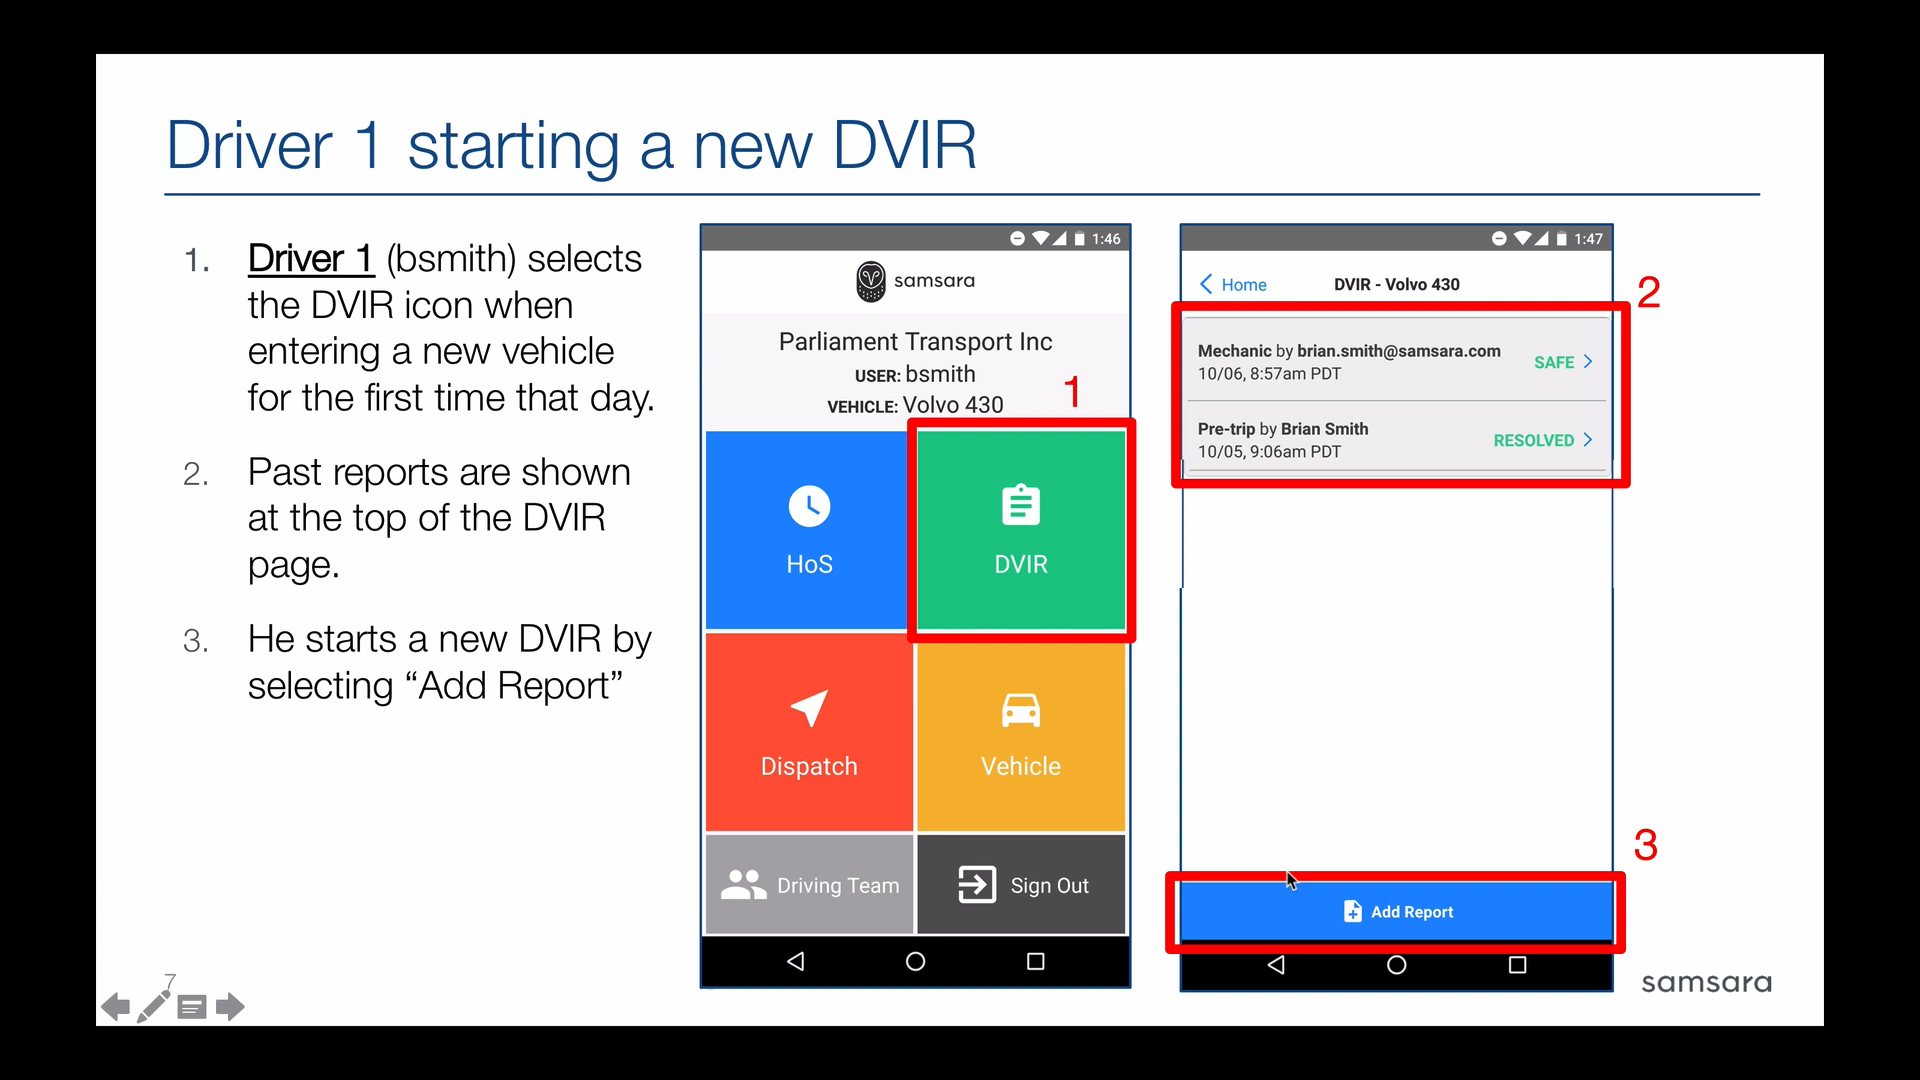 Driver 1 starting a new DVIR
1. Driver 1 (bsmith) selects
the DVIR icon when
entering a new vehicle
for the first time that day.
2. Past reports are shown
at the top of the DVIR
page.
3. He starts a new DVIR by
selecting “Add Report”
1:46
samsara
Parliament Transport Inc
USER: bsmith
VEHICLE: Volvo 430
1
HoS
DVIR
Dispatch
Vehicle
Driving Team
Sign Out
1:47
Home
DVIR - Volvo 430
2
Mechanic by brian.smith@samsara.com
10/06, 8:57am PDT
SAFE
Pre-trip by Brian Smith
10/05, 9:06am PDT
RESOLVED
3
Add Report
7
samsara